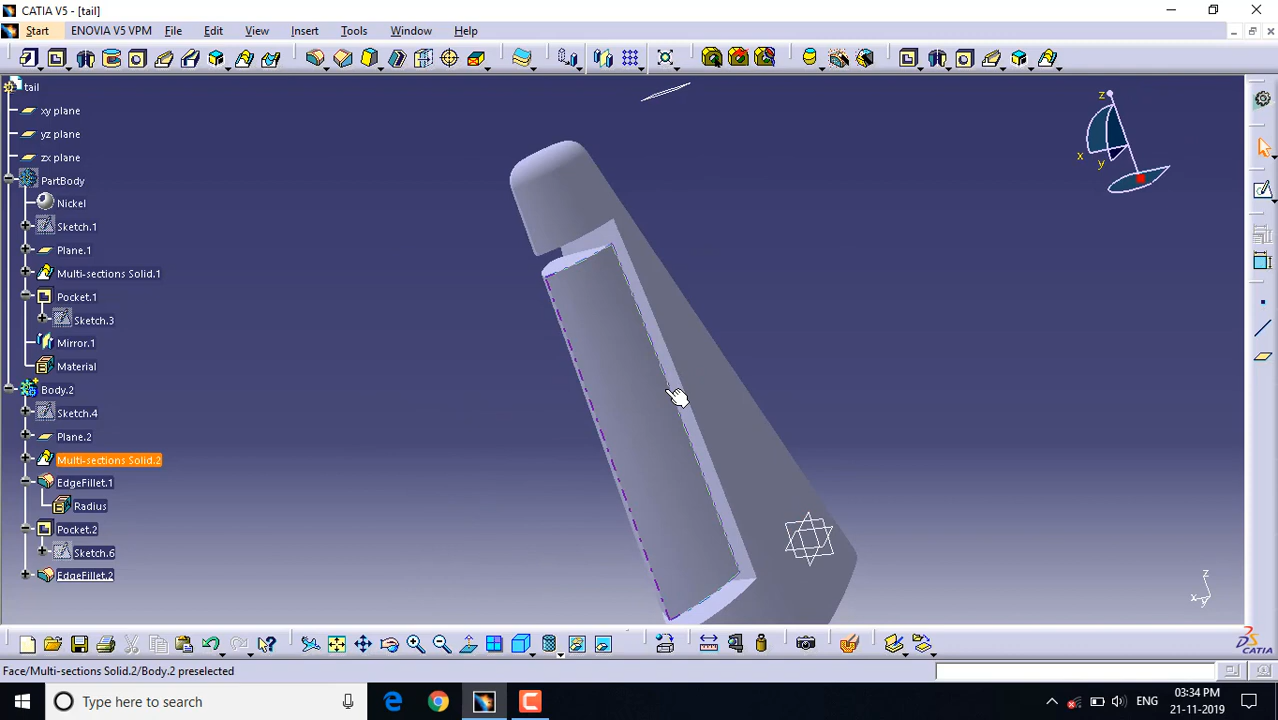 CATIA V5 - [tail]
Start ENOVIA V5 VPM File Edit View Insert Tools Window Help
tail
xy plane
yz plane
zx plane
PartBody
Nickel
Sketch.1
Plane.1
Multi-sections Solid.1
Pocket.1
Sketch.3
Mirror.1
Material
Body.2
Sketch.4
Plane.2
Multi-sections Solid.2
EdgeFillet.1
Radius
Pocket.2
Sketch.6
EdgeFillet.2
z
x
y
z
x
y
CATIA
Face/Multi-sections Solid.2/Body.2 preselected
Type here to search
ENG
03:34 PM
21-11-2019